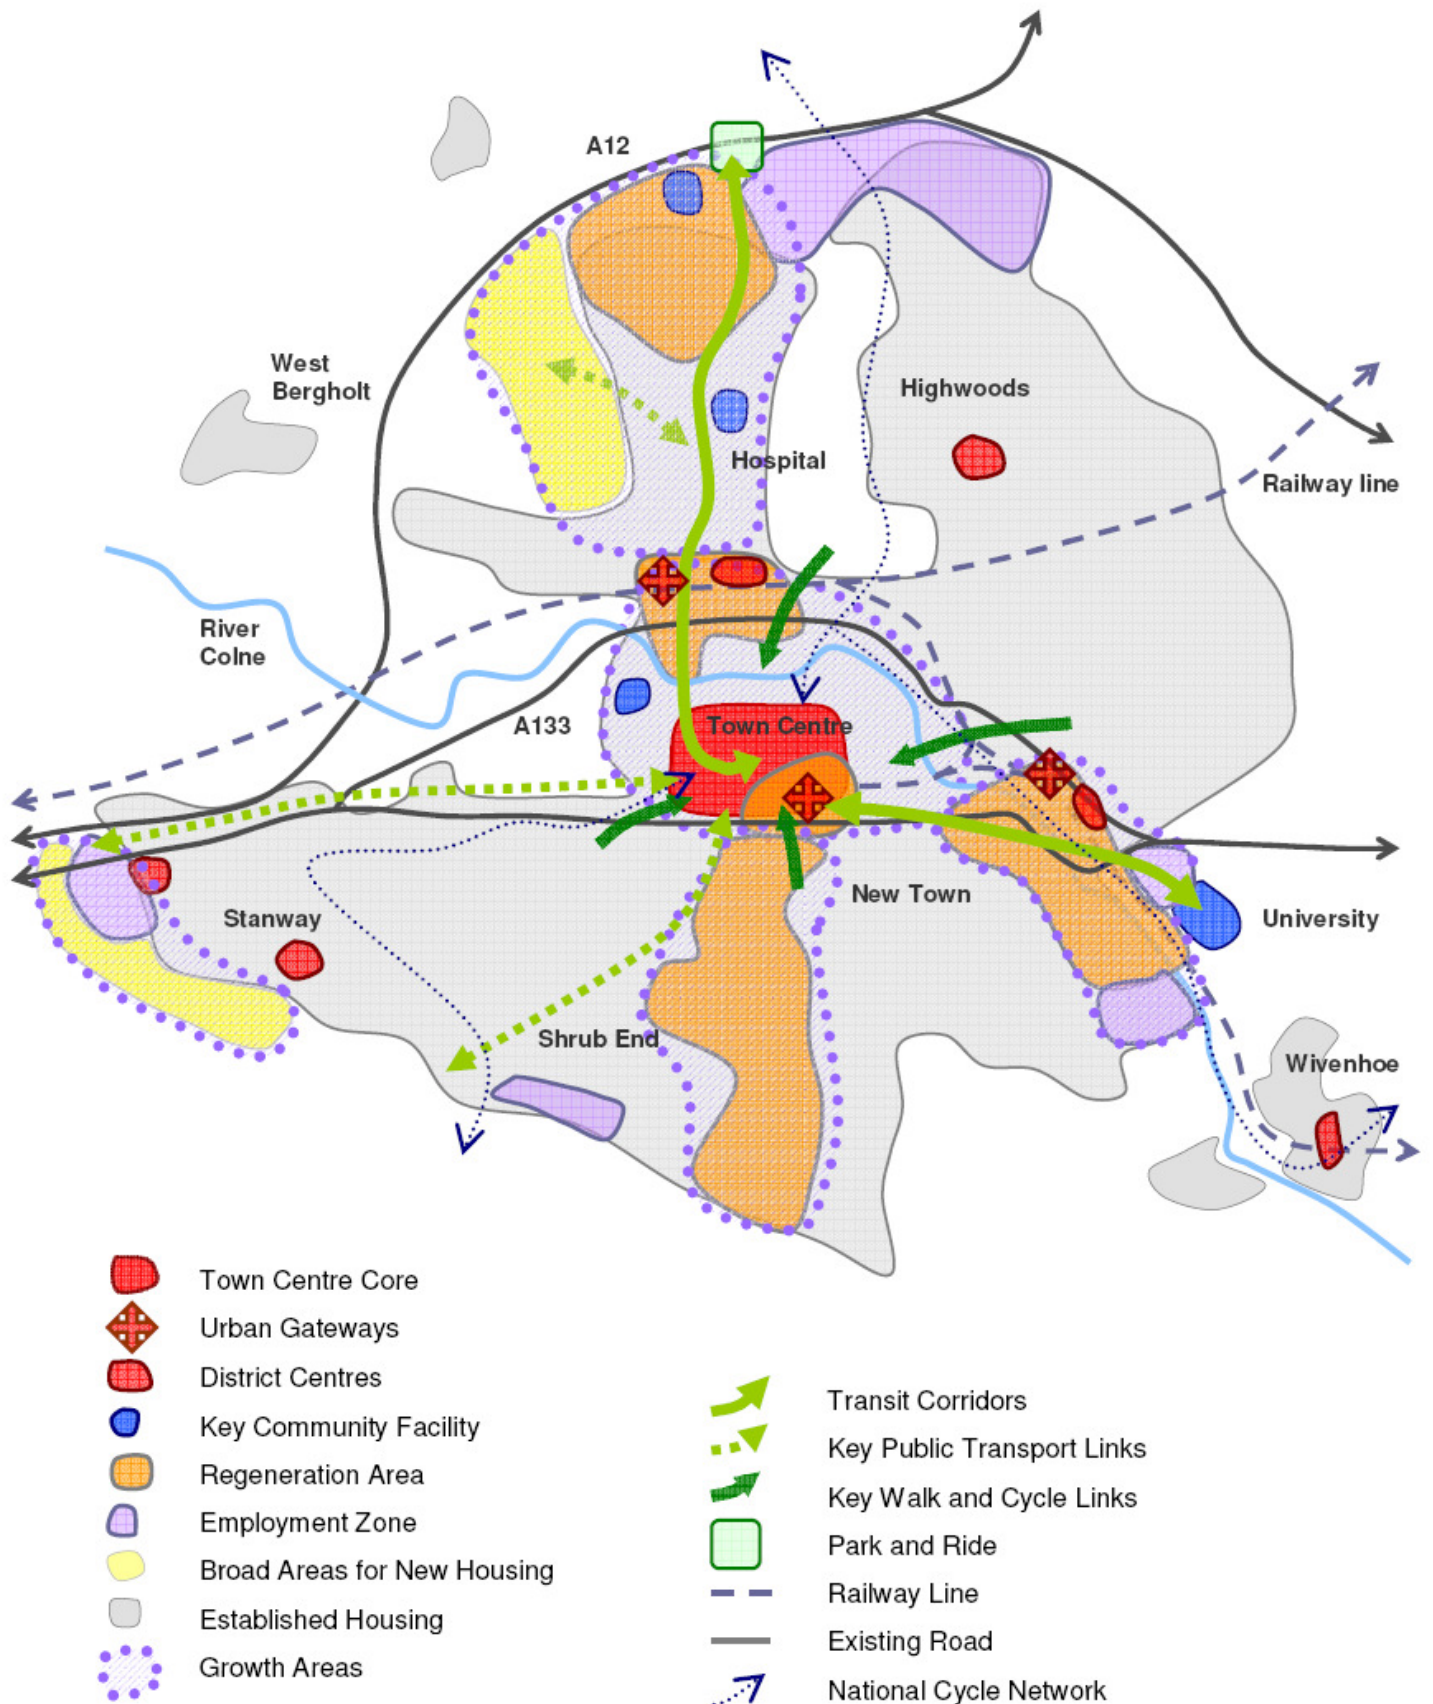 A12
West
Bergholt
Highwoods
Hospital
Railway line
River
Colne
A133
Town Centre
New Town
Stanway
University
Shrub End
Wivenhoe
Town Centre Core
Urban Gateways
District Centres
Key Community Facility
Regeneration Area
Employment Zone
Broad Areas for New Housing
Established Housing
Growth Areas
Transit Corridors
Key Public Transport Links
Key Walk and Cycle Links
Park and Ride
Railway Line
Existing Road
National Cycle Network